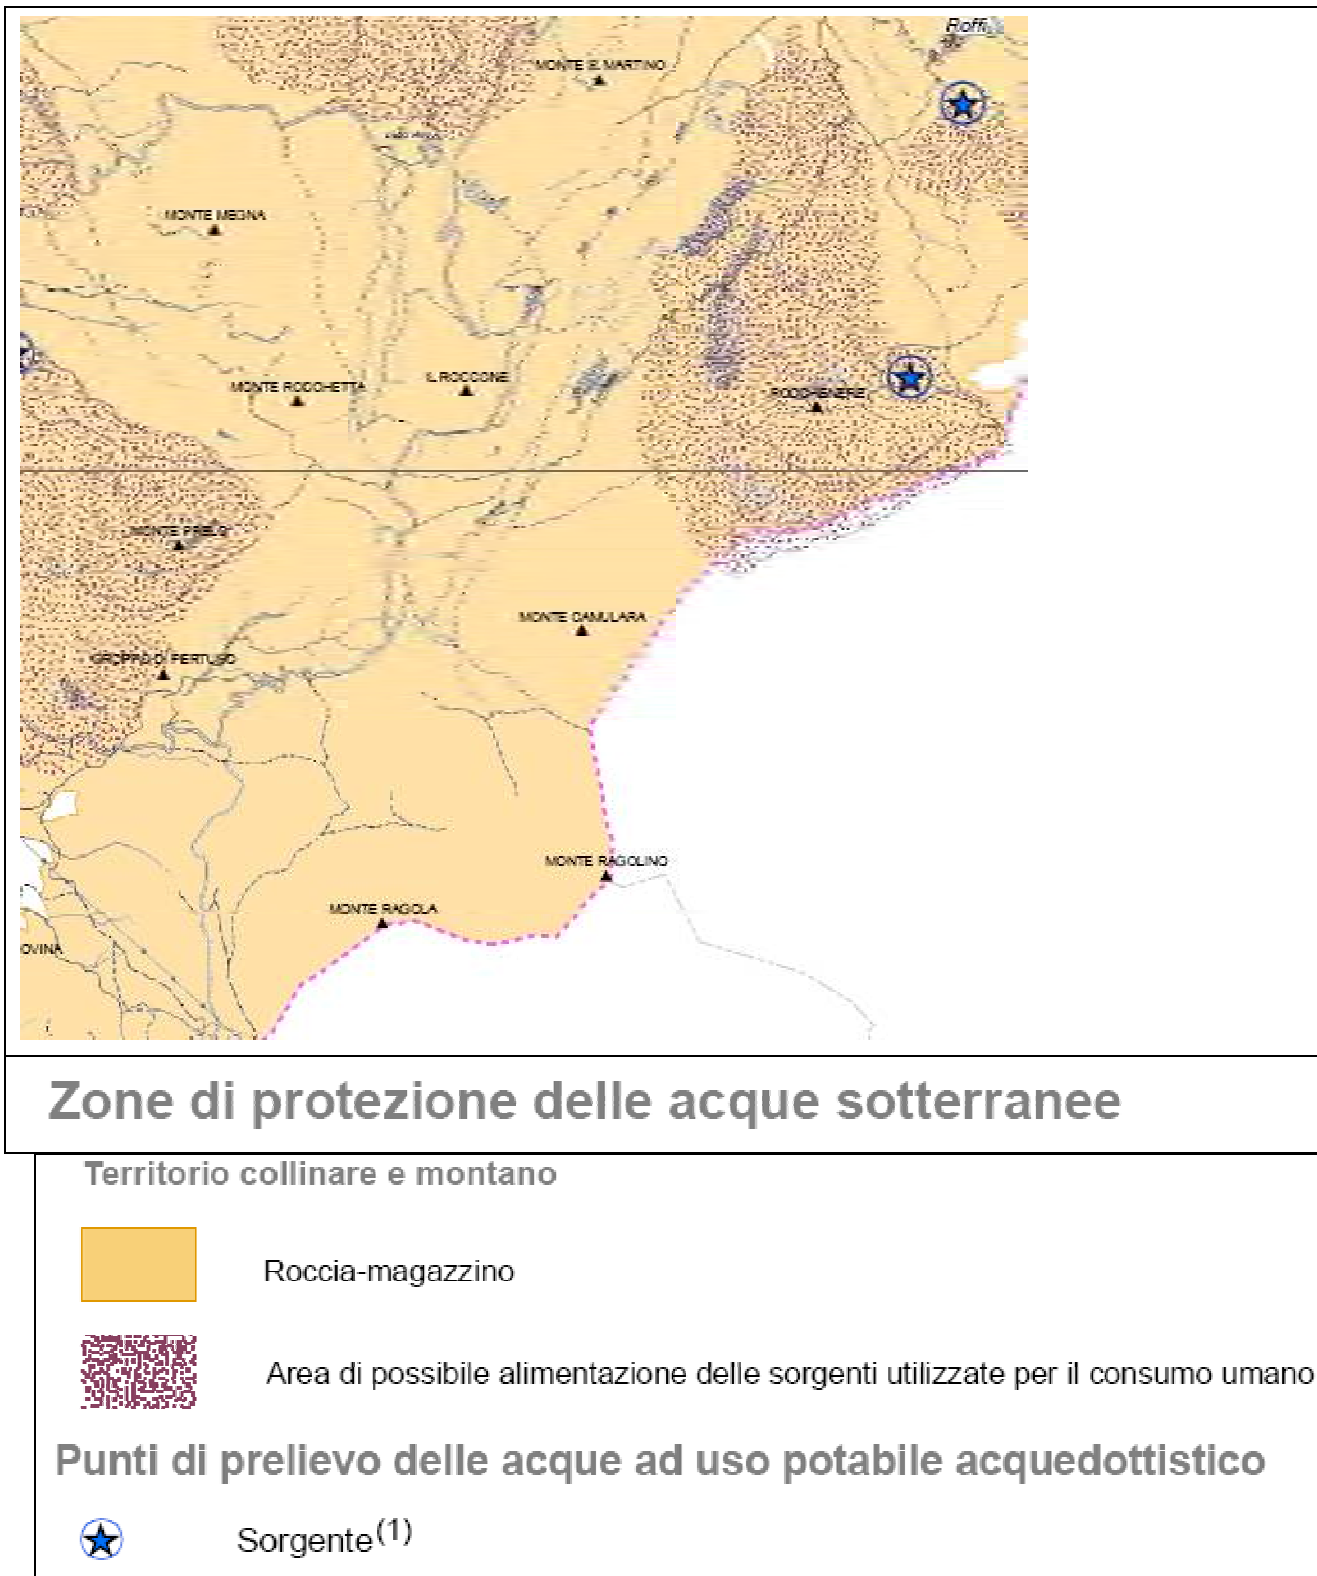 Roffi
MONTE S. MARTINO
MONTE MEGNA
MONTE ROCCHETTA
IL ROCCONE
ROCCHENERE
MONTE PRELO
MONTE CAMULARA
GROPPO DI PERTUSO
MONTE RAGOLINO
MONTE RAGOLA
OVINA
Zone di protezione delle acque sotterranee
Territorio collinare e montano
Roccia-magazzino
Area di possibile alimentazione delle sorgenti utilizzate per il consumo umano
Punti di prelievo delle acque ad uso potabile acquedottistico
Sorgente(1)